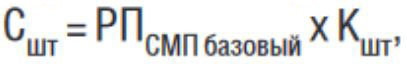 Сшт = РПСМП базовый х Кшт,